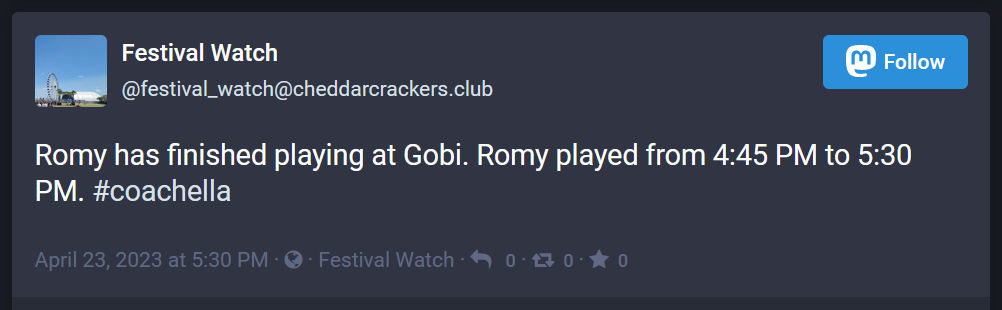 Festival Watch
@festival_watch@cheddarcrackers.club
Follow
Romy has finished playing at Gobi. Romy played from 4:45 PM to 5:30
PM. #coachella
April 23, 2023 at 5:30 PM · · Festival Watch · 0 · 0 · 0